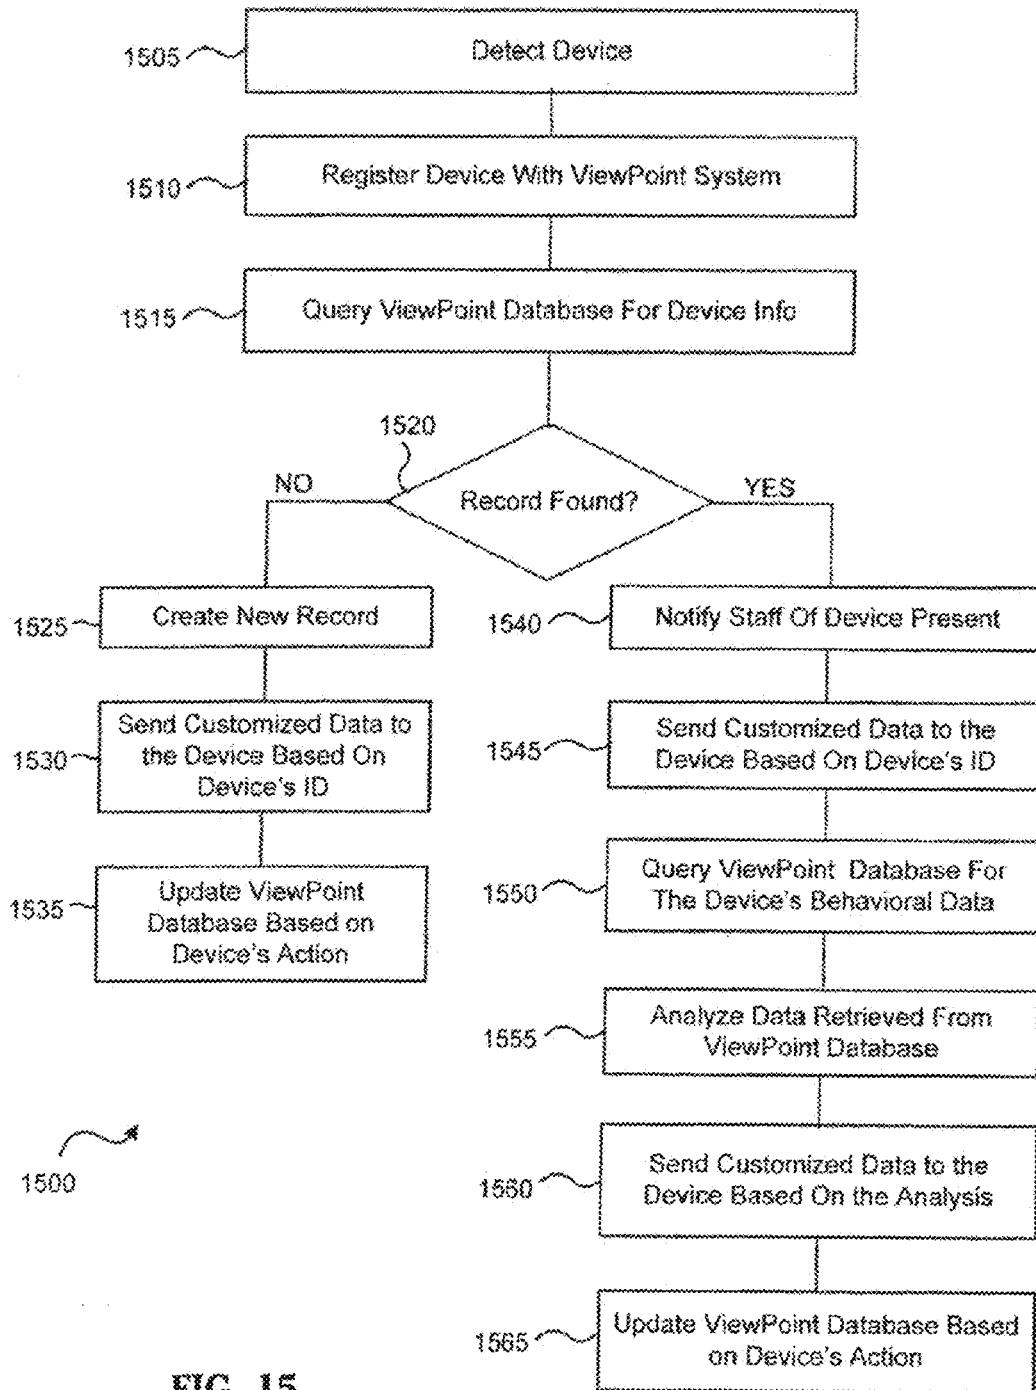 1505
Detect Device
1510
Register Device With ViewPoint System
1515
Query ViewPoint Database For Device Info
1520
NO
Record Found?
YES
1525
Create New Record
1530
Send Customized Data to
the Device Based On
Device's ID
1535
Update ViewPoint
Database Based on
Device's Action
1540
Notify Staff Of Device Present
1545
Send Customized Data to the
Device Based On Device's ID
1550
Query ViewPoint Database For
The Device's Behavioral Data
1555
Analyze Data Retrieved From
ViewPoint Database
1560
Send Customized Data to the
Device Based On the Analysis
1565
Update ViewPoint Database Based
on Device's Action
1500
FIG. 15